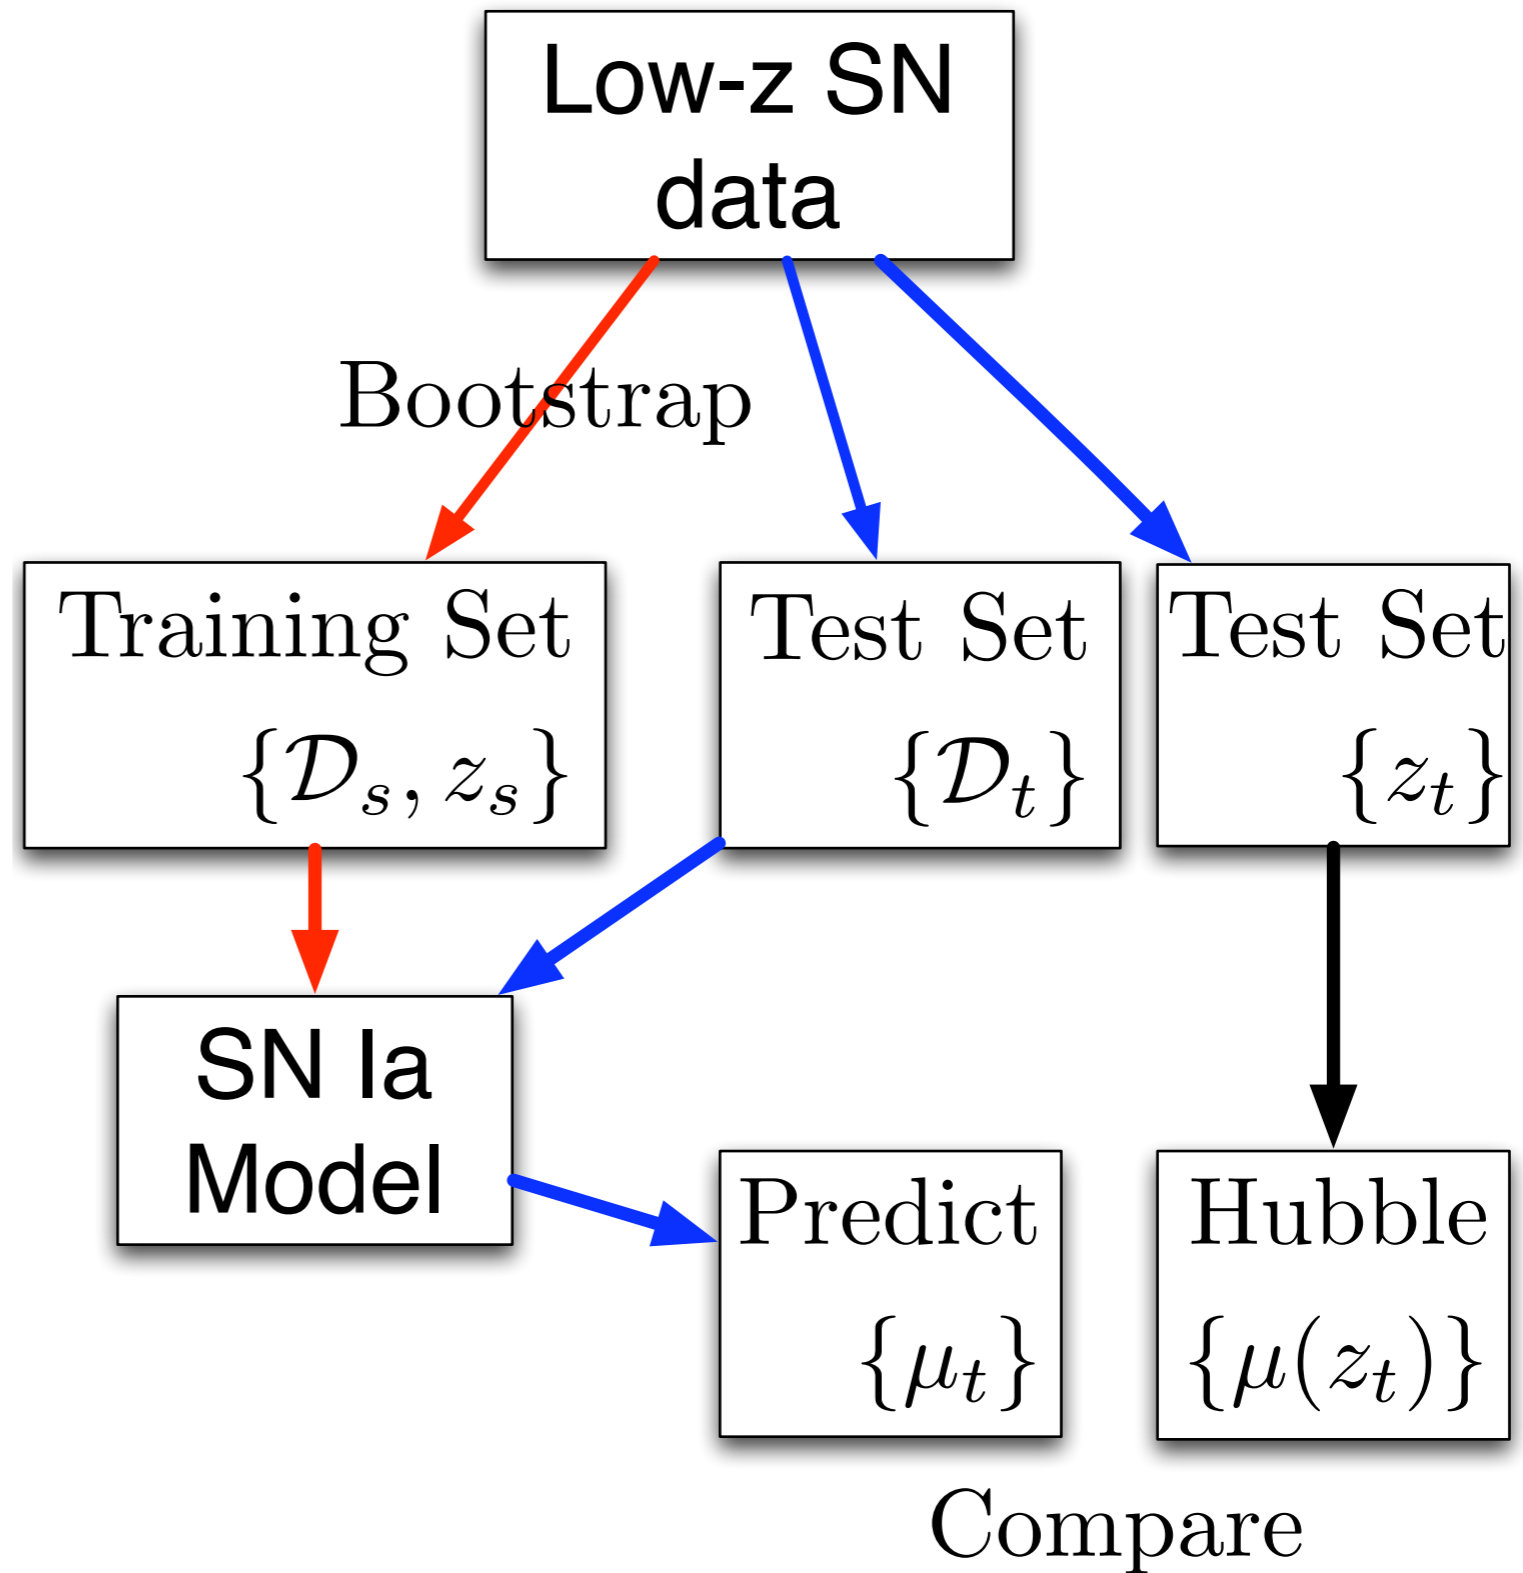 Low-z SN
data
Bootstrap
Training Set
{𝒟ₛ, zₛ}
Test Set
{𝒟ₜ}
Test Set
{zₜ}
SN Ia
Model
Predict
{μₜ}
Hubble
{μ(zₜ)}
Compare